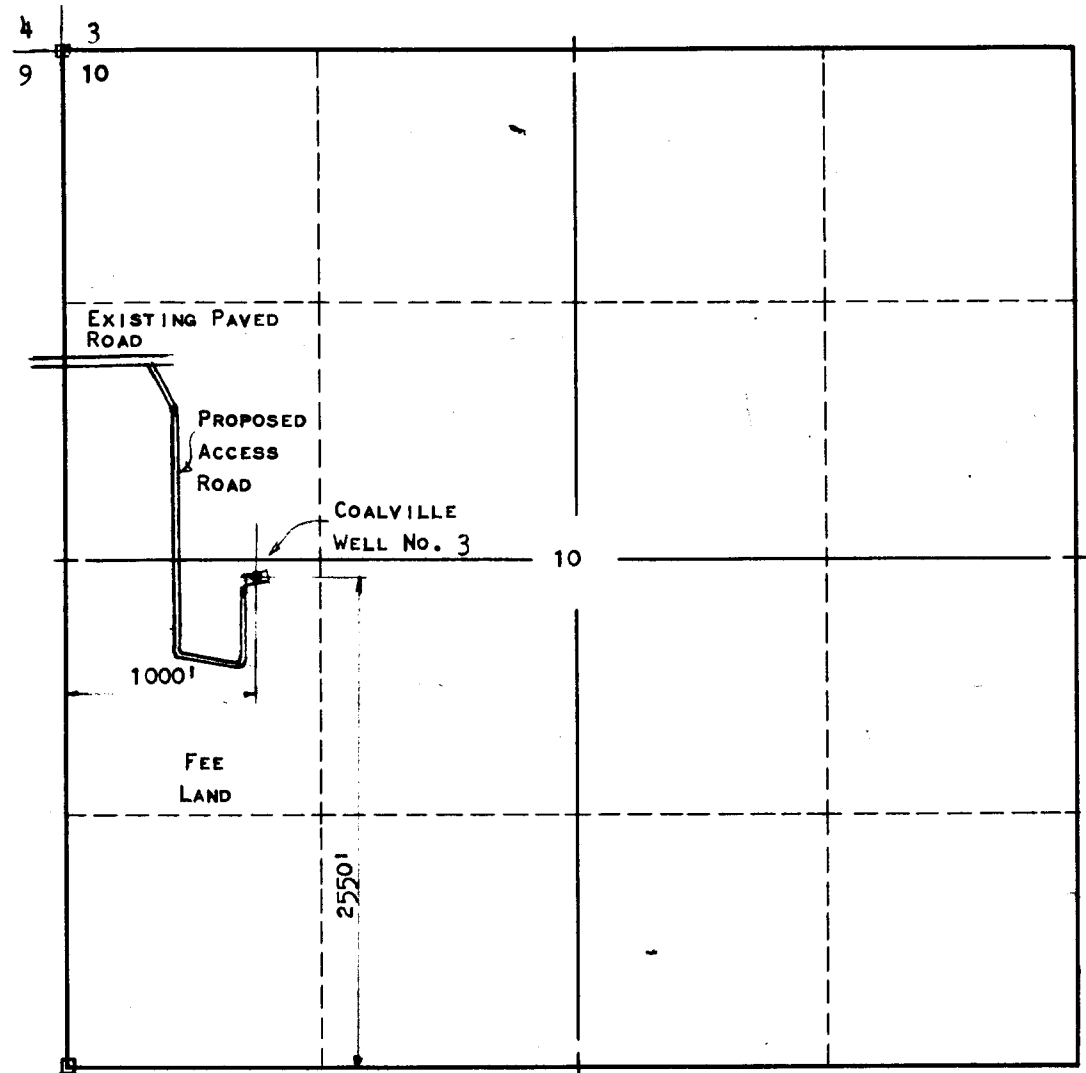 4 3
9 10
EXISTING PAVED
ROAD
PROPOSED
ACCESS
ROAD
COALVILLE
WELL NO. 3
10
1000'
FEE
LAND
2550'